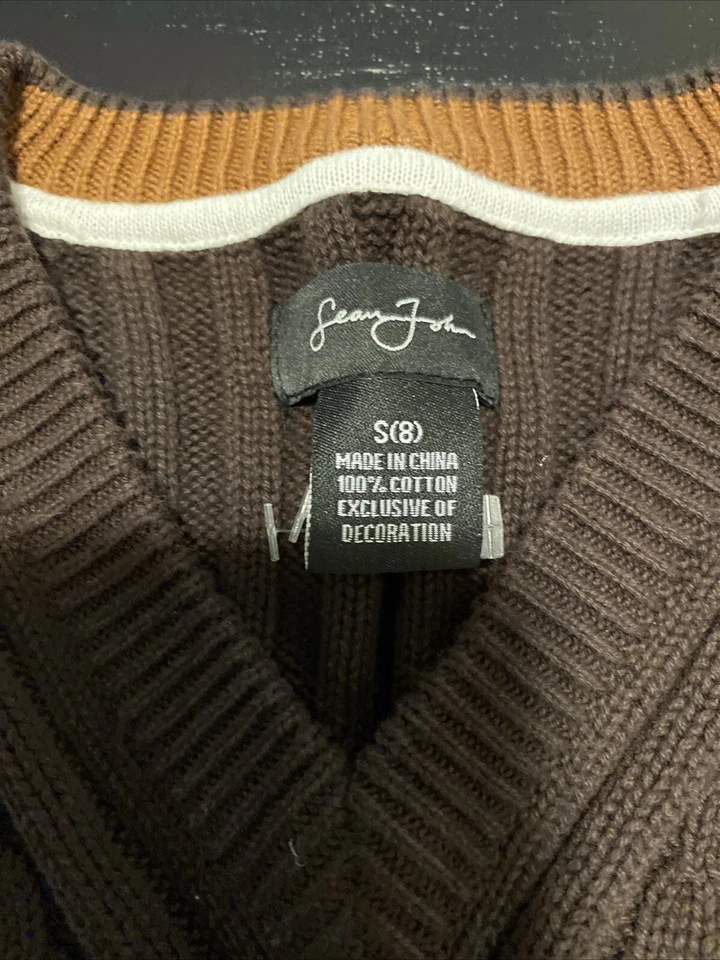 Sean John
S(8)
MADE IN CHINA
100% COTTON
EXCLUSIVE OF
DECORATION